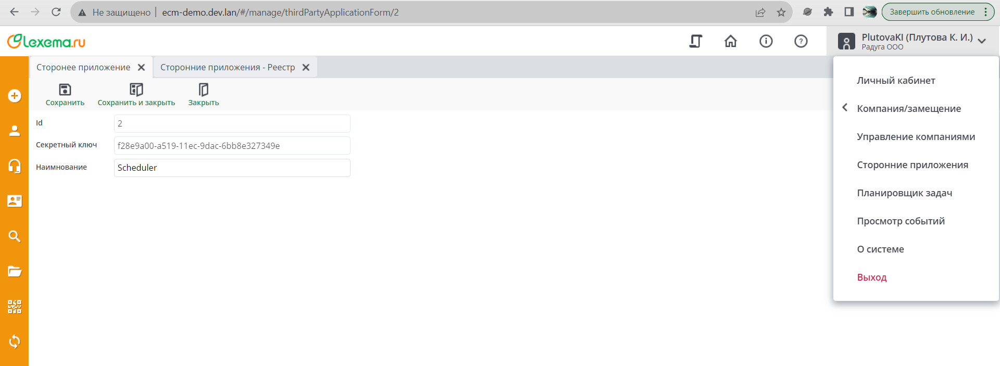 Не защищено
ecm-demo.dev.lan/#/manage/thirdPartyApplicationForm/2
Завершить обновление
Lexema.ru
PlutovaKI (Плутова К. И.)
Радуга ООО
Сторонее приложение
Сторонние приложения - Реестр
Сохранить
Сохранить и закрыть
Закрыть
Id
2
Секретный ключ
f28e9a00-a519-11ec-9dac-6bb8e327349e
Наимнование
Scheduler
Личный кабинет
Компания/замещение
Управление компаниями
Сторонние приложения
Планировщик задач
Просмотр событий
О системе
Выход